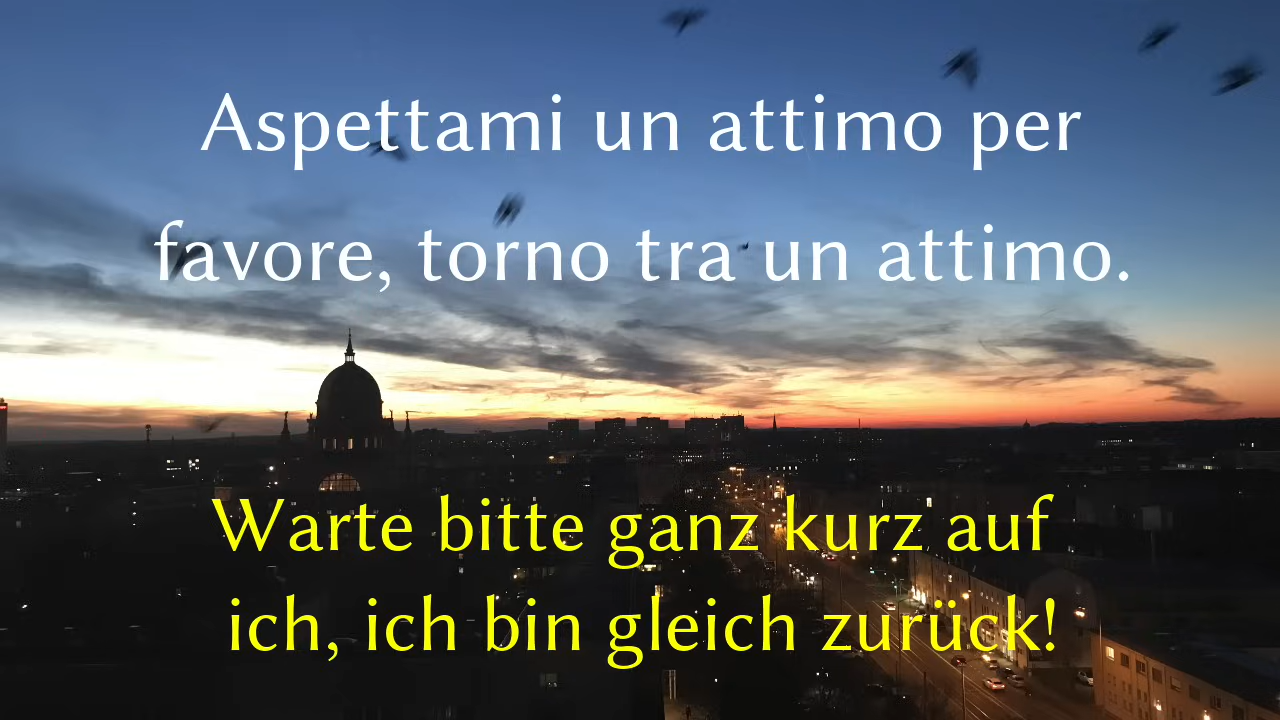 Aspettami un attimo per
favore, torno tra un attimo.
Warte bitte ganz kurz auf
ich, ich bin gleich zurück!